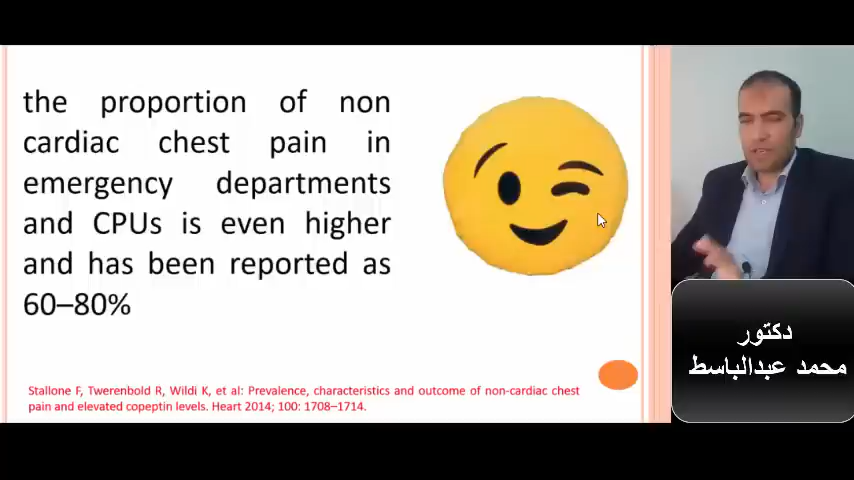 the proportion of non
cardiac chest pain in
emergency departments
and CPUs is even higher
and has been reported as
60–80%
Stallone F, Twerenbold R, Wildi K, et al: Prevalence, characteristics and outcome of non-cardiac chest
pain and elevated copeptin levels. Heart 2014; 100: 1708–1714.
دكتور
محمد عبدالباسط